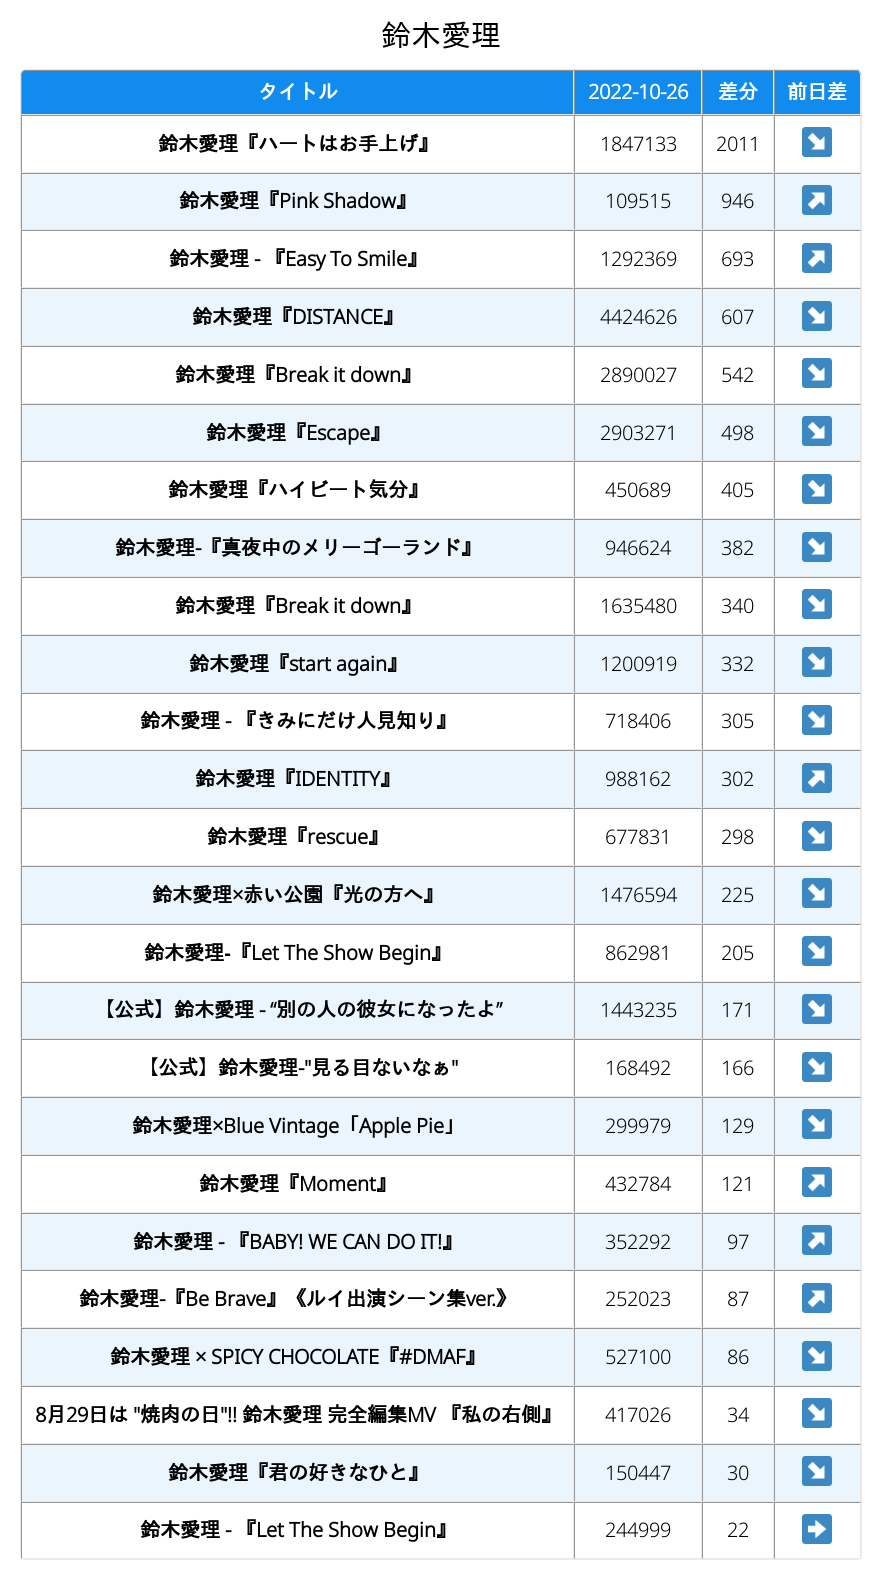 鈴木愛理
タイトル 2022-10-26 差分 前日差
鈴木愛理『ハートはお手上げ』 1847133 2011 ↘
鈴木愛理『Pink Shadow』 109515 946 ↗
鈴木愛理 - 『Easy To Smile』 1292369 693 ↗
鈴木愛理『DISTANCE』 4424626 607 ↘
鈴木愛理『Break it down』 2890027 542 ↘
鈴木愛理『Escape』 2903271 498 ↘
鈴木愛理『ハイビート気分』 450689 405 ↘
鈴木愛理-『真夜中のメリーゴーランド』 946624 382 ↘
鈴木愛理『Break it down』 1635480 340 ↘
鈴木愛理『start again』 1200919 332 ↘
鈴木愛理 - 『きみにだけ人見知り』 718406 305 ↘
鈴木愛理『IDENTITY』 988162 302 ↗
鈴木愛理『rescue』 677831 298 ↘
鈴木愛理×赤い公園『光の方へ』 1476594 225 ↘
鈴木愛理-『Let The Show Begin』 862981 205 ↘
【公式】鈴木愛理 - “別の人の彼女になったよ” 1443235 171 ↘
【公式】鈴木愛理-"見る目ないなぁ" 168492 166 ↘
鈴木愛理×Blue Vintage「Apple Pie」 299979 129 ↘
鈴木愛理『Moment』 432784 121 ↗
鈴木愛理 - 『BABY! WE CAN DO IT!』 352292 97 ↗
鈴木愛理-『Be Brave』《ルイ出演シーン集ver.》 252023 87 ↗
鈴木愛理 × SPICY CHOCOLATE『#DMAF』 527100 86 ↘
8月29日は "焼肉の日"!! 鈴木愛理 完全編集MV 『私の右側』 417026 34 ↘
鈴木愛理『君の好きなひと』 150447 30 ↘
鈴木愛理 - 『Let The Show Begin』 244999 22 ➡